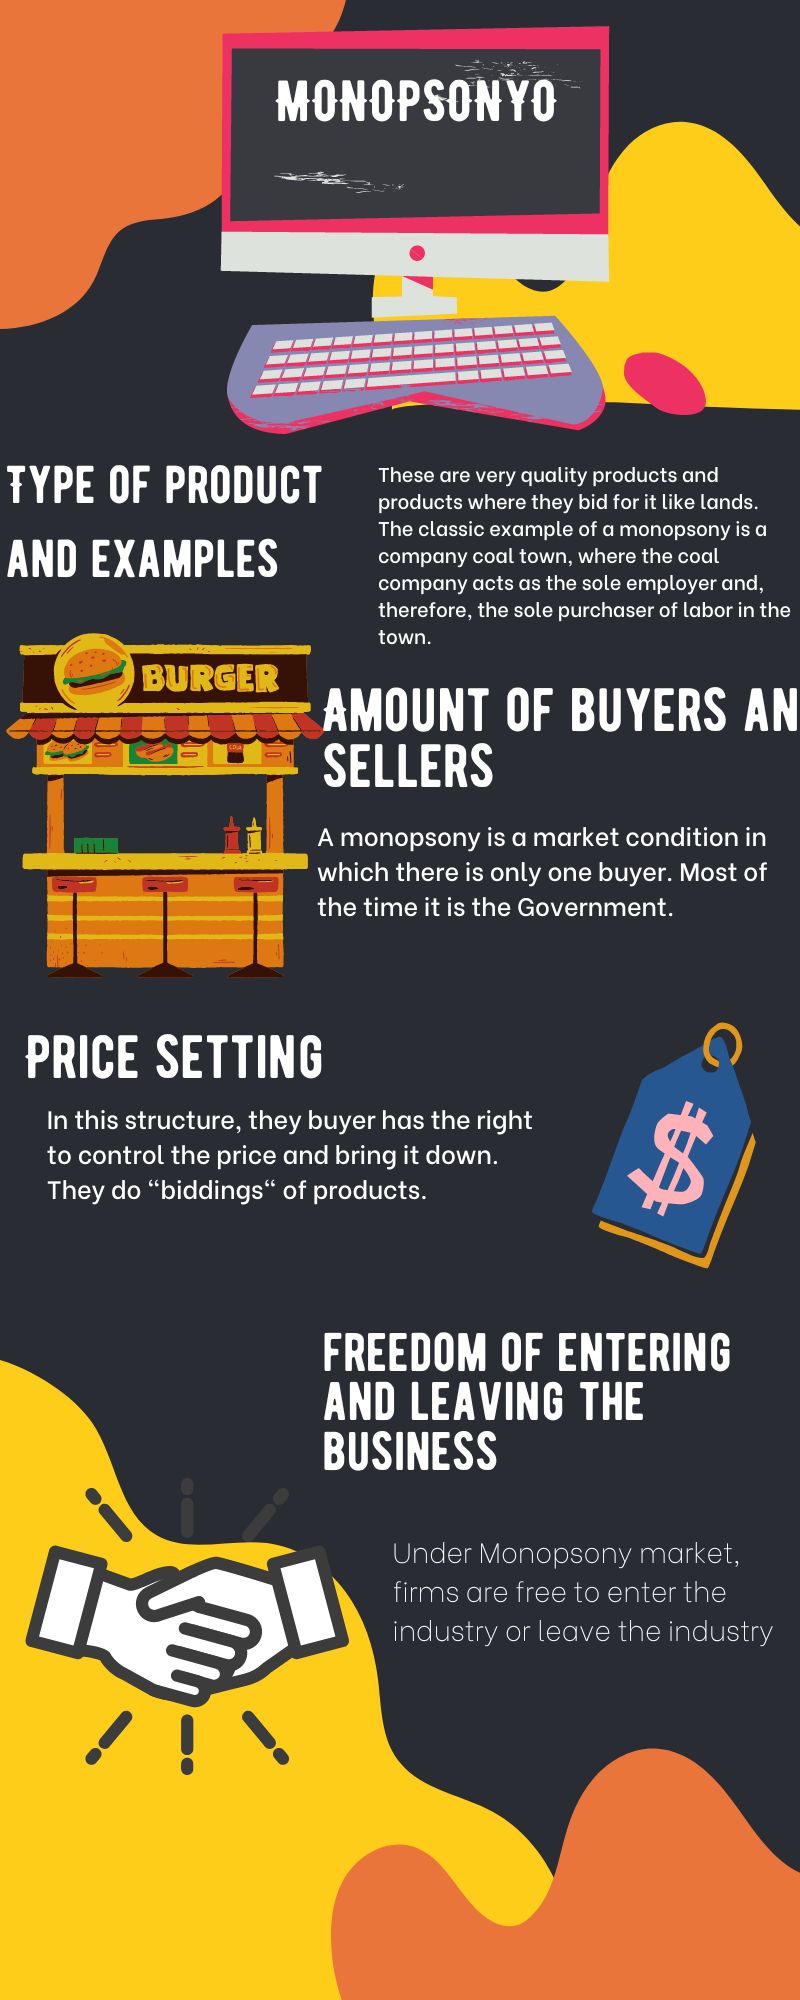 MONOPSONYO
TYPE OF PRODUCT
AND EXAMPLES
These are very quality products and
products where they bid for it like lands.
The classic example of a monopsony is a
company coal town, where the coal
company acts as the sole employer and,
therefore, the sole purchaser of labor in the
town.
BURGER
COLA
AMOUNT OF BUYERS AN
SELLERS
A monopsony is a market condition in
which there is only one buyer. Most of
the time it is the Government.
PRICE SETTING
In this structure, they buyer has the right
to control the price and bring it down.
They do “biddings“ of products.
$
FREEDOM OF ENTERING
AND LEAVING THE
BUSINESS
Under Monopsony market,
firms are free to enter the
industry or leave the industry